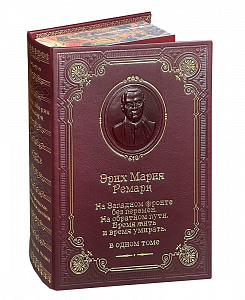 Эрих Мария
Ремарк
На Западном фронте
без перемен.
На обратном пути.
Время жить
и время умирать.
в одном томе